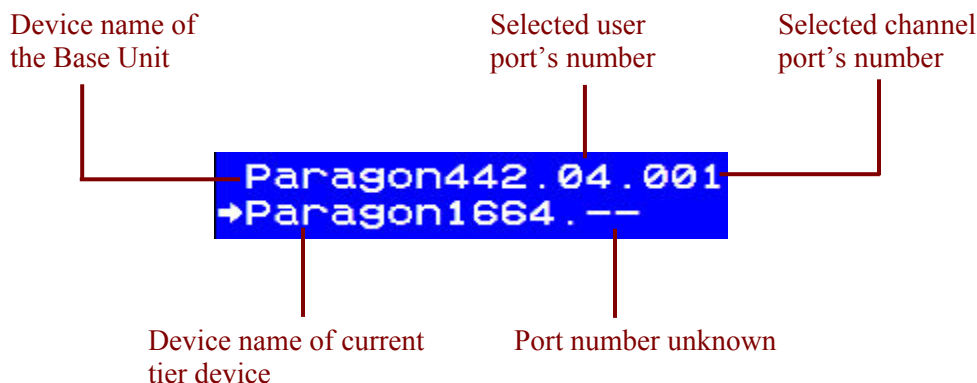 Device name of
the Base Unit
Selected user
port's number
Selected channel
port's number
Paragon442.04.001
➔Paragon1664.--
Device name of current
tier device
Port number unknown